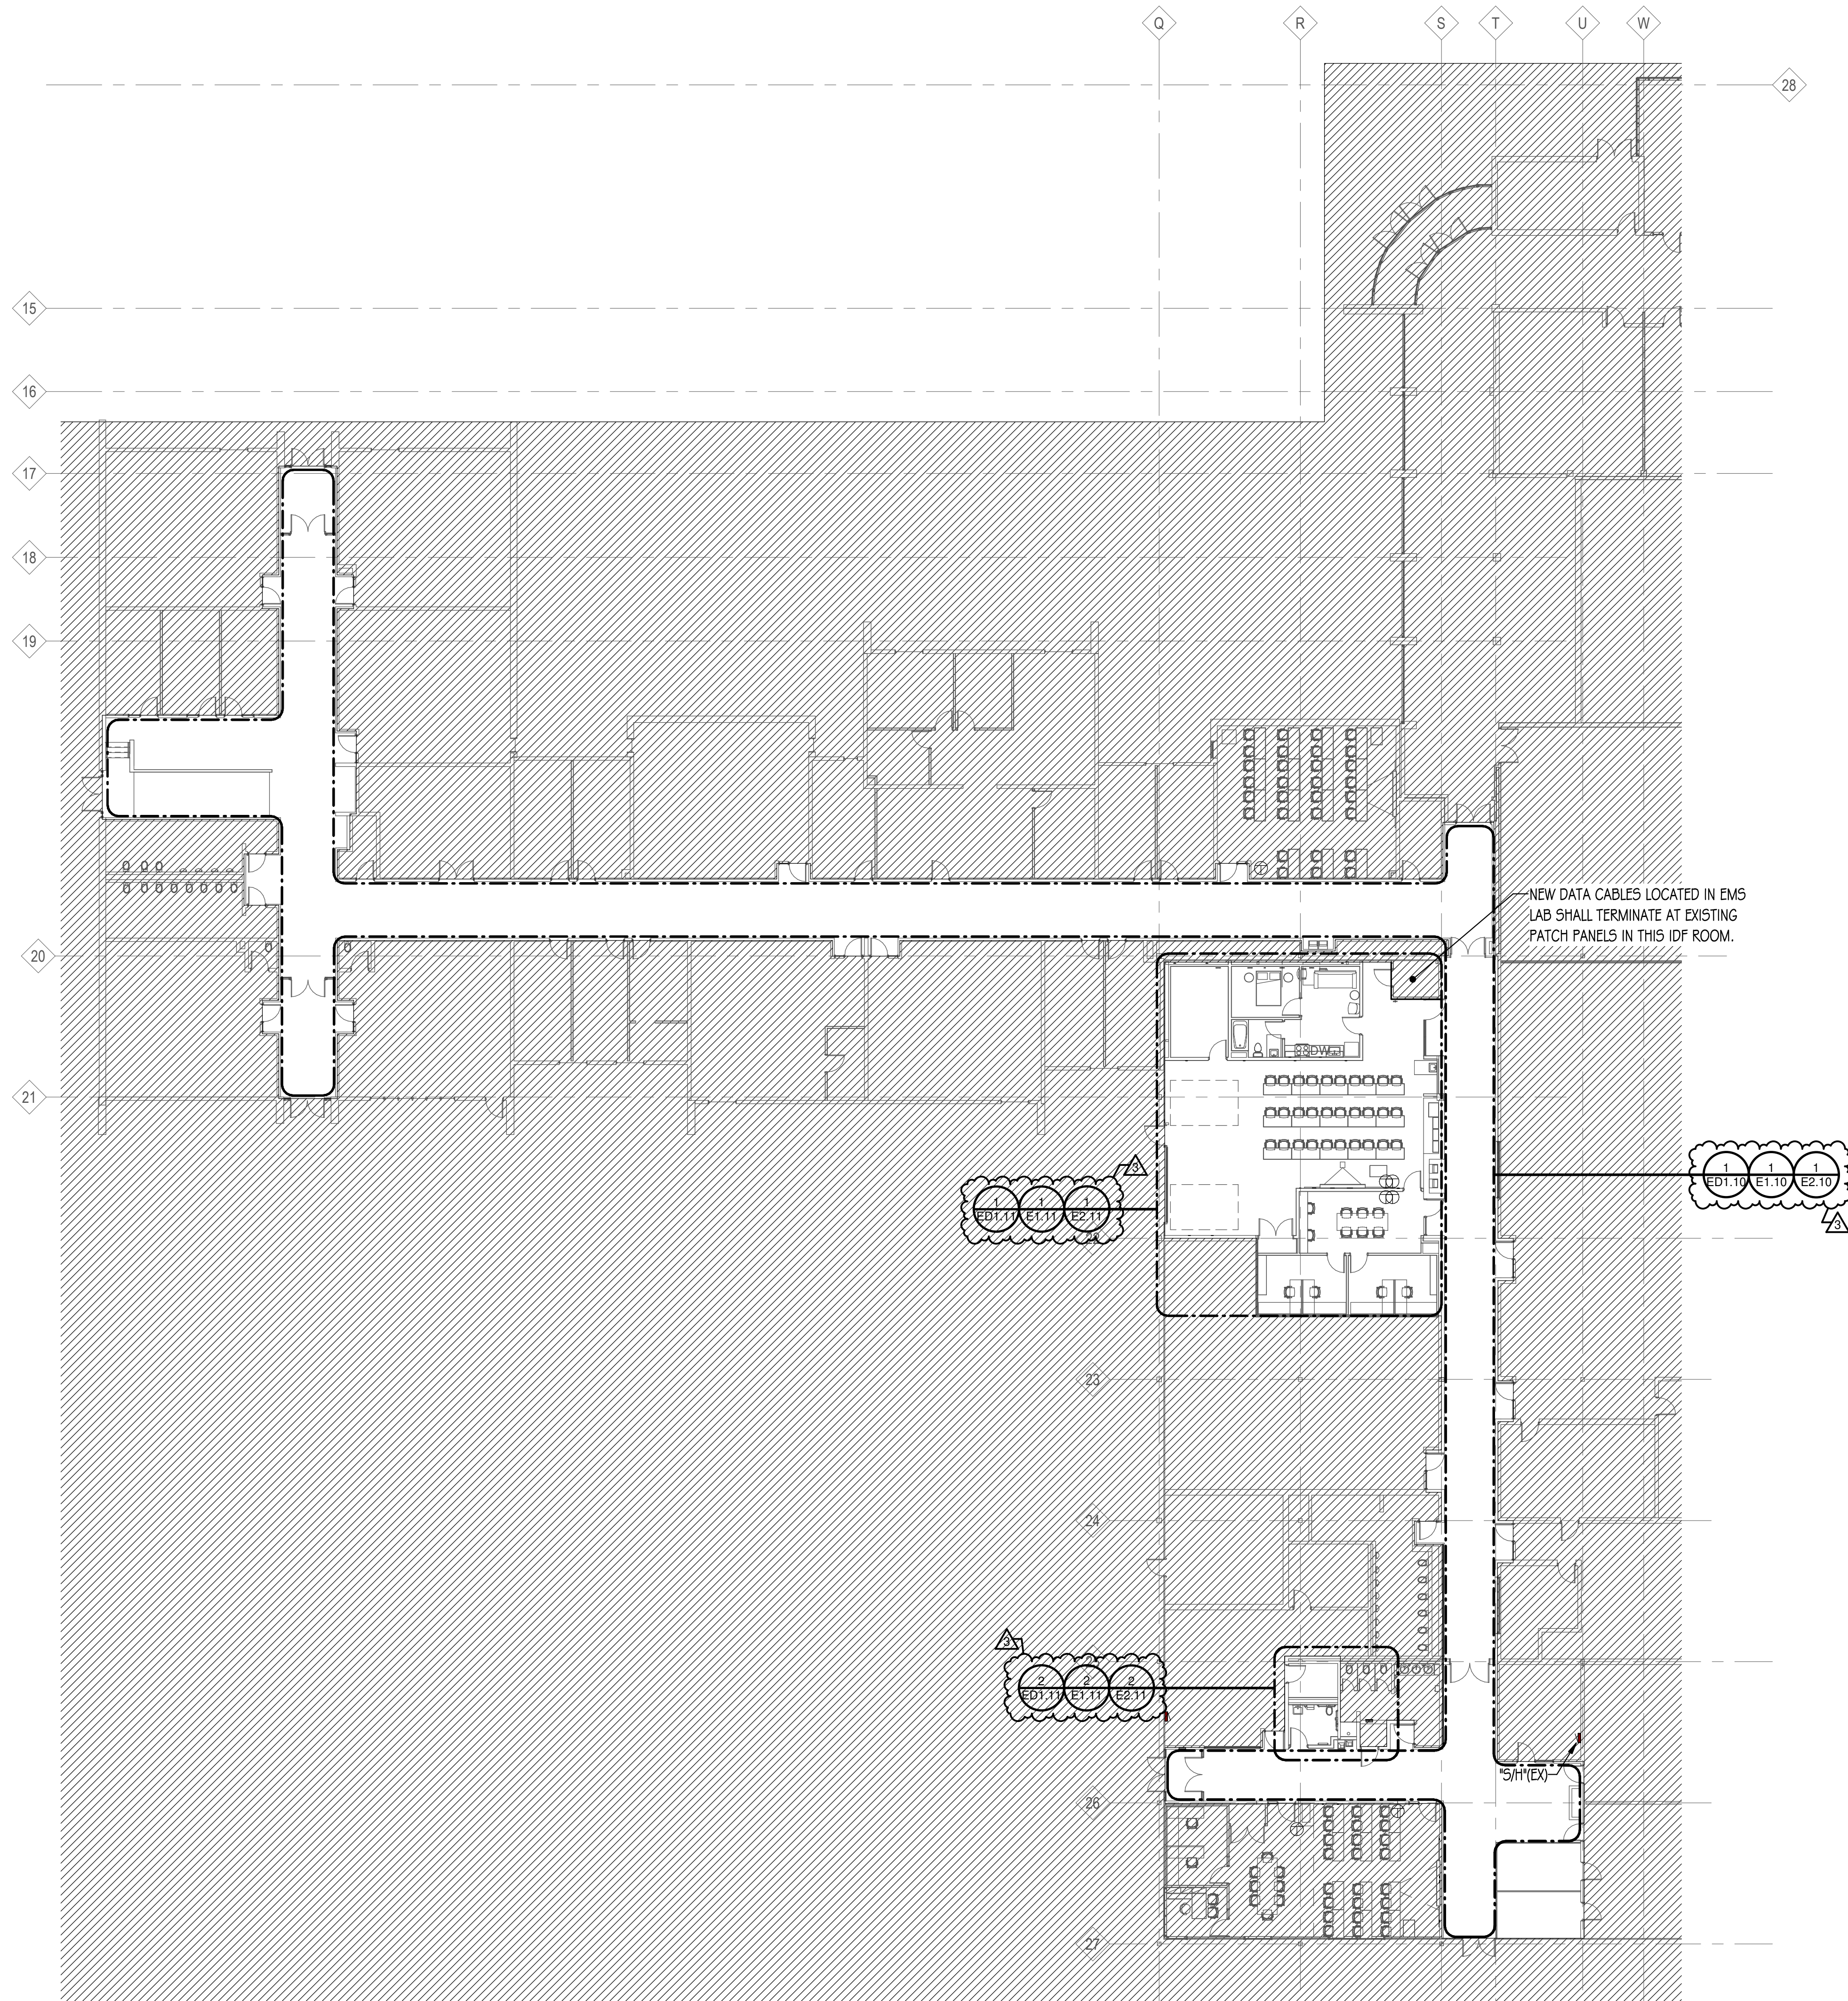 Q R S T U W
28
15
16
17
18
19
NEW DATA CABLES LOCATED IN EMS
LAB SHALL TERMINATE AT EXISTING
PATCH PANELS IN THIS IDF ROOM.
20
DW
21
3
1 1 1
ED1.10 E1.10 E2.10
3
1 1 1
ED1.11 E1.11 E2.11
22
23
24
3
2 2 2
ED1.11 E1.11 E2.11
"S/H"(EX)
26
27